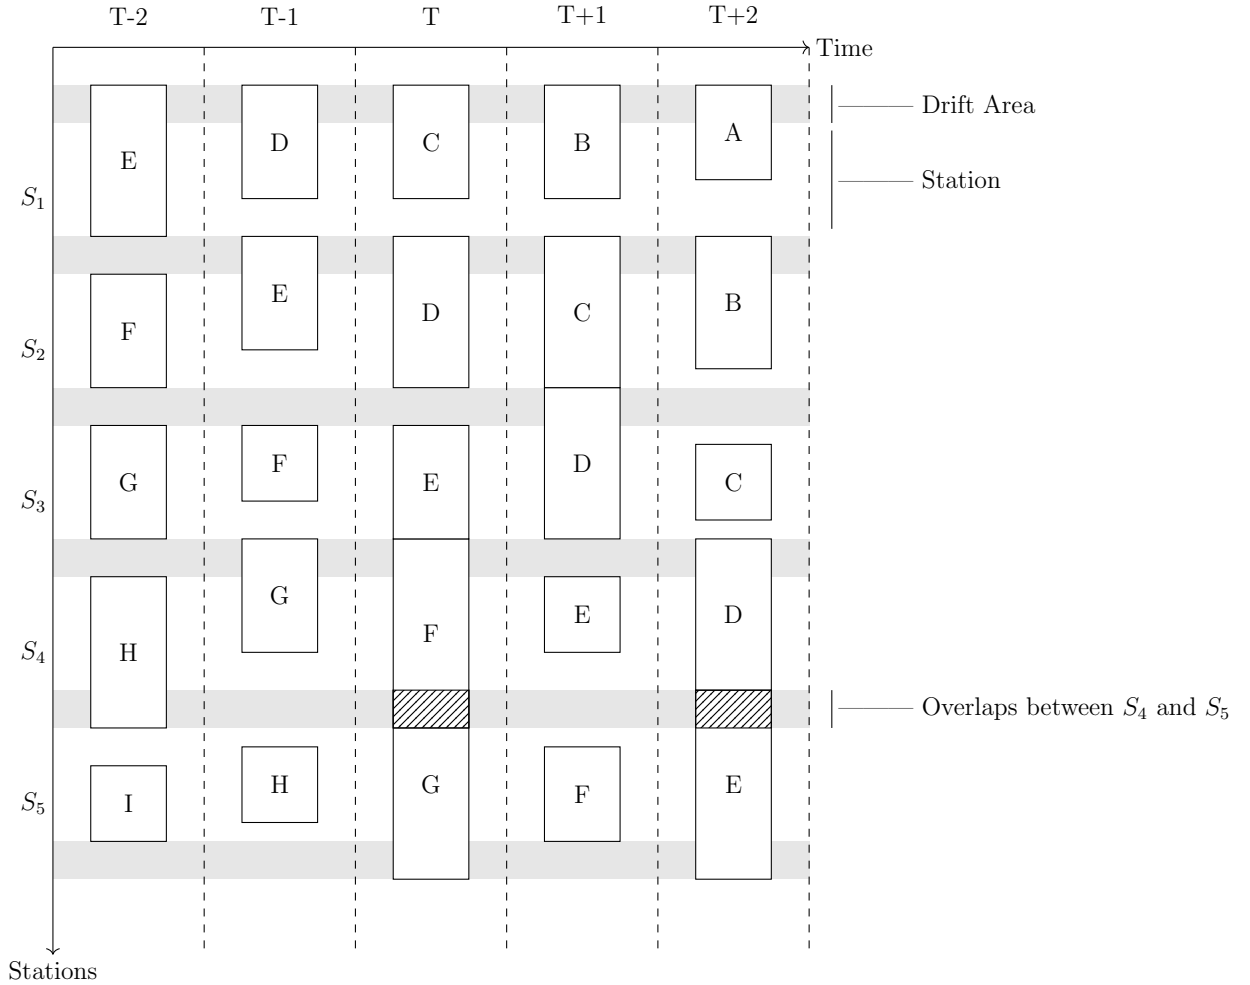 T-2 T-1 T T+1 T+2
Time
Drift Area
E D C B A
Station
S1
E D C B
F
S2
F E D C
G
S3
G E D
F
H
S4
Overlaps between S4 and S5
H G F E
I
S5
Stations